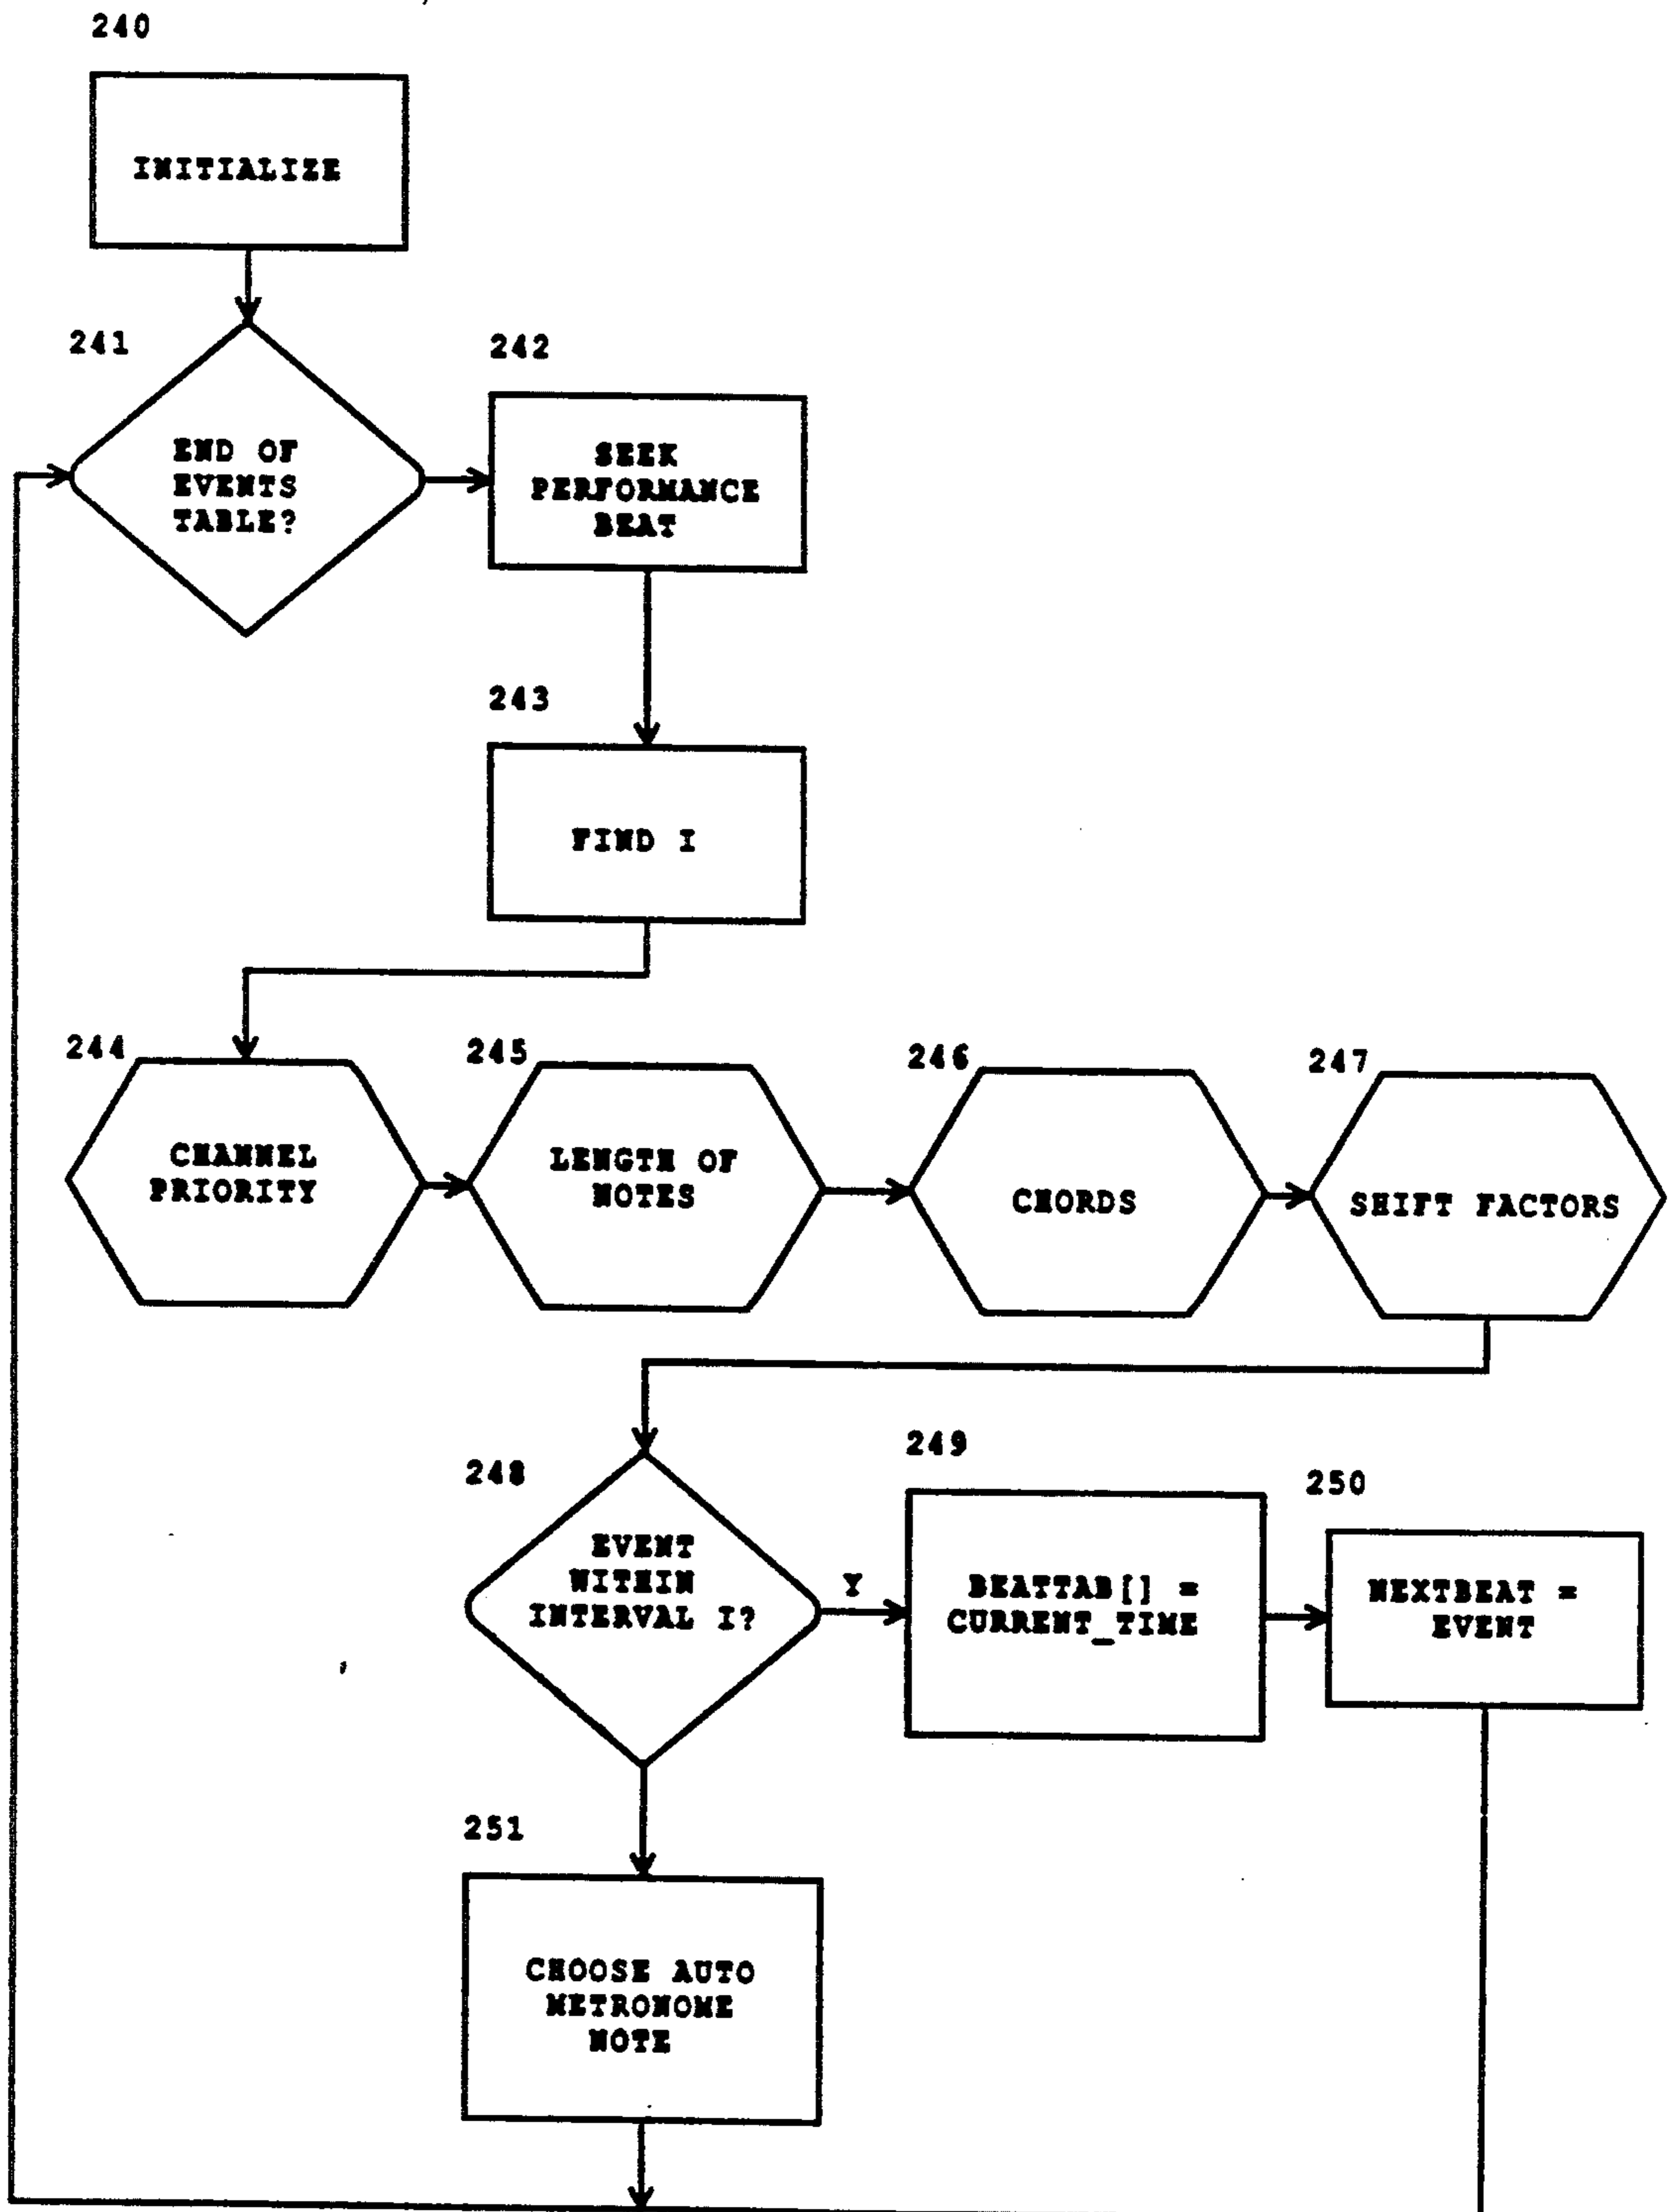 240
INITIALIZE
241
END OF
EVENTS
TABLE?
242
SEEK
PERFORMANCE
BEAT
243
FIND I
244
CHANNEL
PRIORITY
245
LENGTH OF
NOTES
246
CHORDS
247
SHIFT FACTORS
248
EVENT
WITHIN
INTERVAL I?
Y
249
BEATTAB[] =
CURRENT_TIME
250
NEXTBEAT =
EVENT
251
CHOOSE AUTO
METRONOME
NOTE